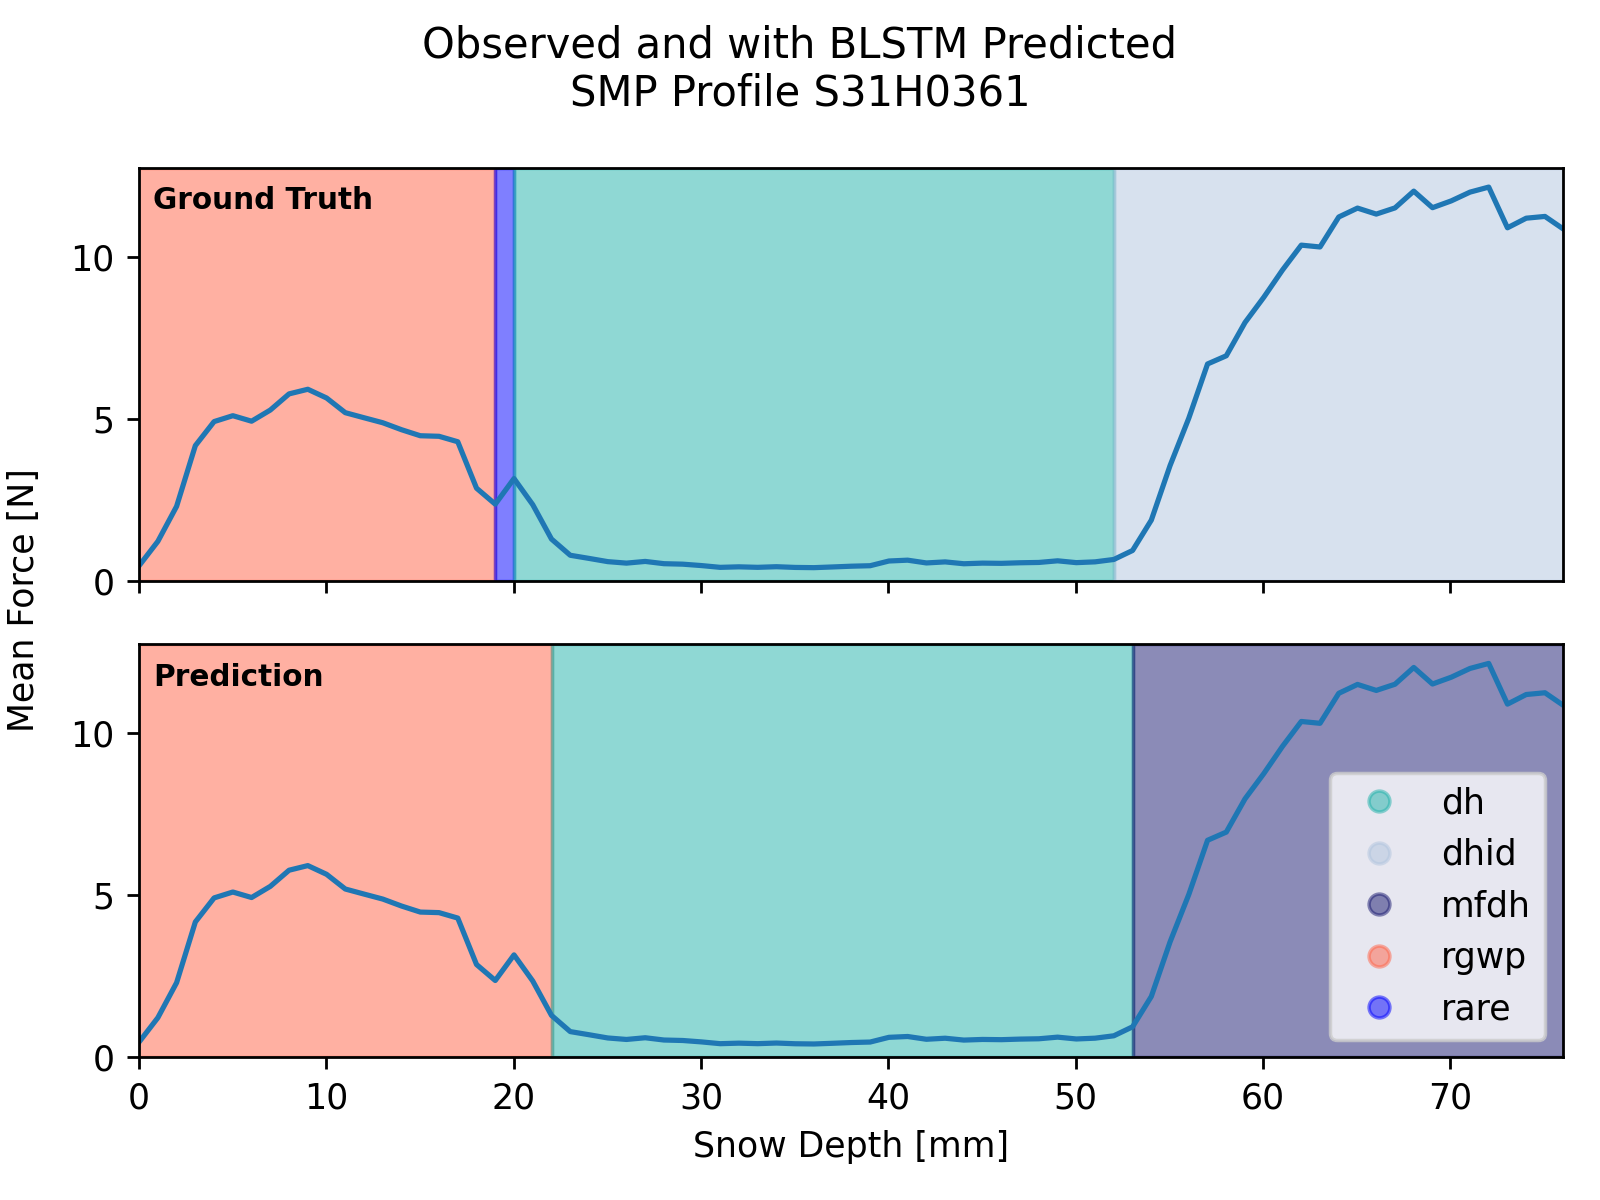 Observed and with BLSTM Predicted
SMP Profile S31H0361
Ground Truth
10
5
0
Mean Force [N]
Prediction
10
5
0
dh
dhid
mfdh
rgwp
rare
0 10 20 30 40 50 60 70
Snow Depth [mm]